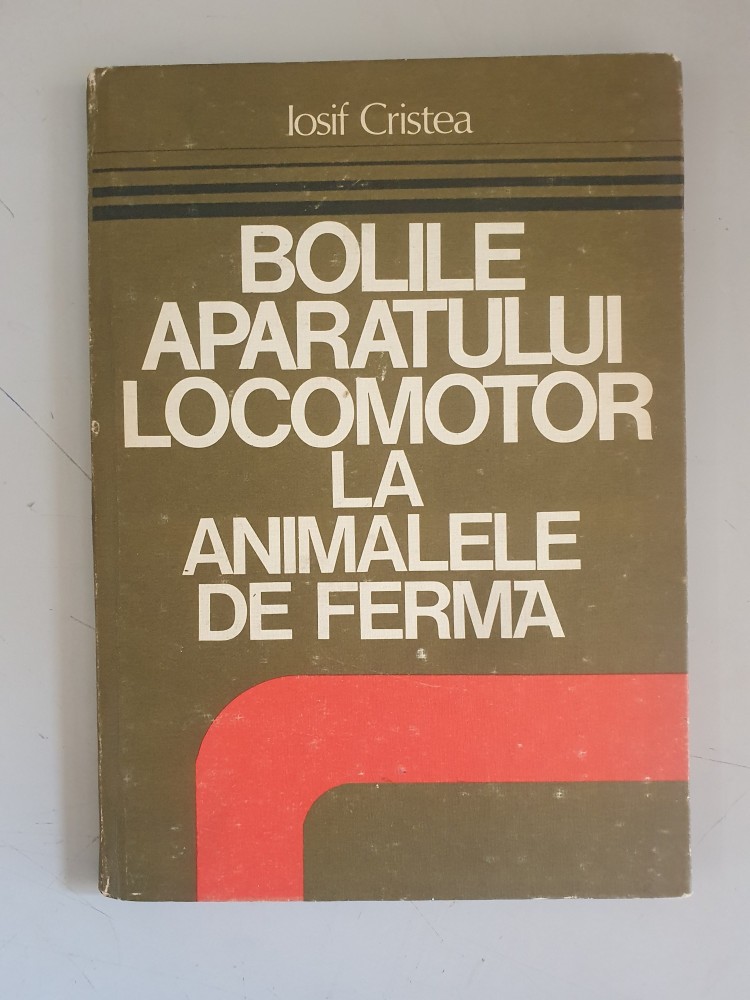 Iosif Cristea
BOLILE
APARATULUI
LOCOMOTOR
LA
ANIMALELE
DE FERMĂ